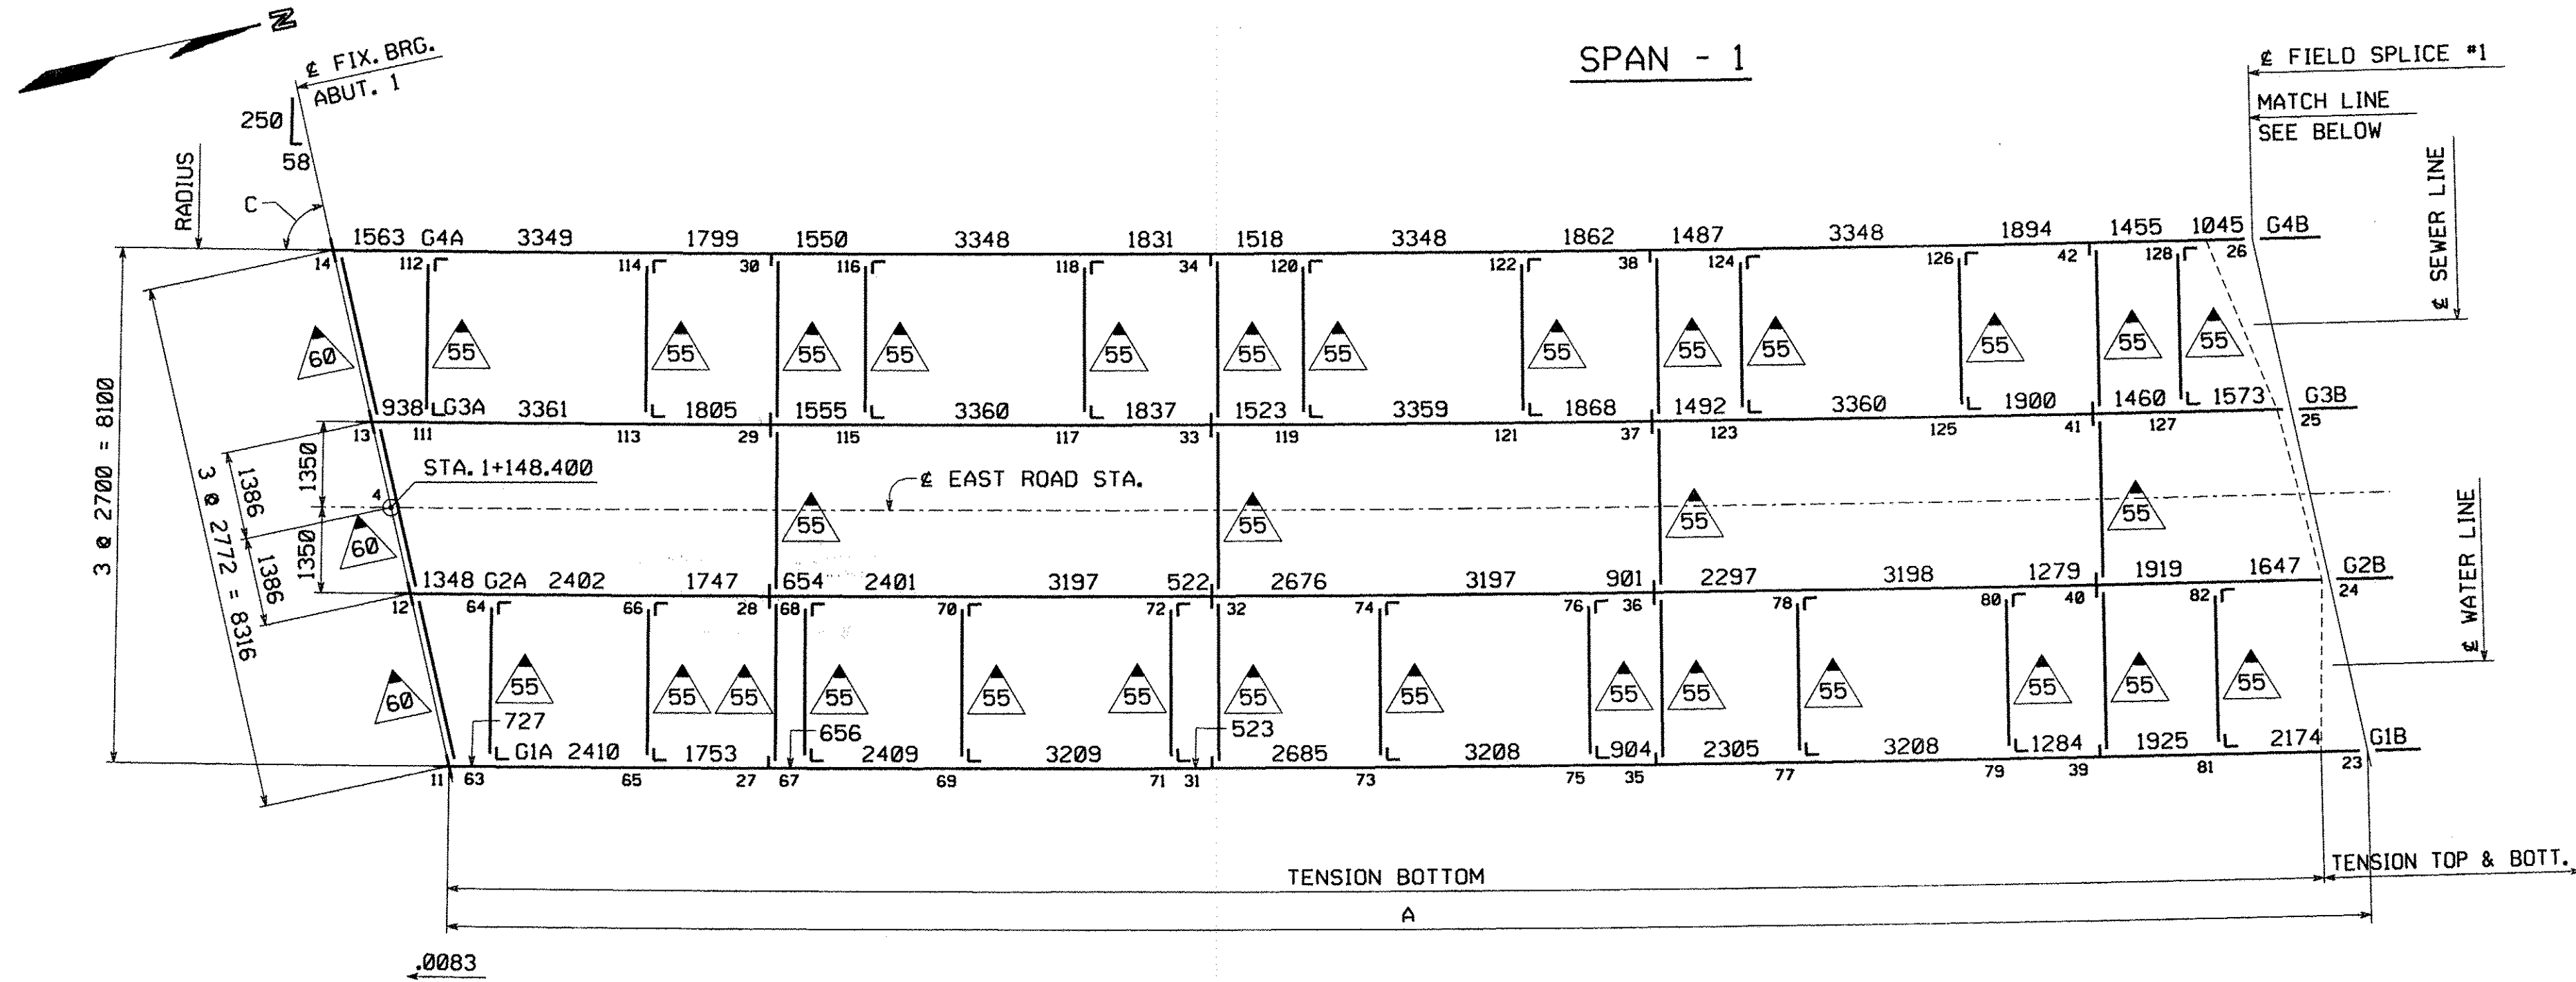 N
SPAN - 1
℄ FIX. BRG.
ABUT. 1
℄ FIELD SPLICE #1
MATCH LINE
SEE BELOW
250
58
RADIUS
C
℄ SEWER LINE
1563 G4A 3349 1799 1550 3348 1831 1518 3348 1862 1487 3348 1894 1455 1045 G4B
14 112 114 30 116 118 34 120 122 38 124 126 42 128 26
60 55 55 55 55 55 55 55 55 55 55 55 55 55
938 G3A 3361 1805 1555 3360 1837 1523 3359 1868 1492 3360 1900 1460 1573 G3B
13 111 113 29 115 117 33 119 121 37 123 125 41 127 25
3 @ 2700 = 8100
3 @ 2772 = 8316
1386
1386
1350
1350
STA. 1+148.400
4
℄ EAST ROAD STA.
60 55 55 55 55
℄ WATER LINE
1348 G2A 2402 1747 654 2401 3197 522 2676 3197 901 2297 3198 1279 1919 1647 G2B
12 64 66 28 68 70 72 32 74 76 36 78 80 40 82 24
60 55 55 55 55 55 55 55 55 55 55 55 55 55 55
727
656
523
G1A 2410 1753 2409 3209 2685 3208 904 2305 3208 1284 1925 2174 G1B
11 63 65 27 67 69 71 31 73 75 35 77 79 39 81 23
TENSION BOTTOM
TENSION TOP & BOTT.
A
.0083